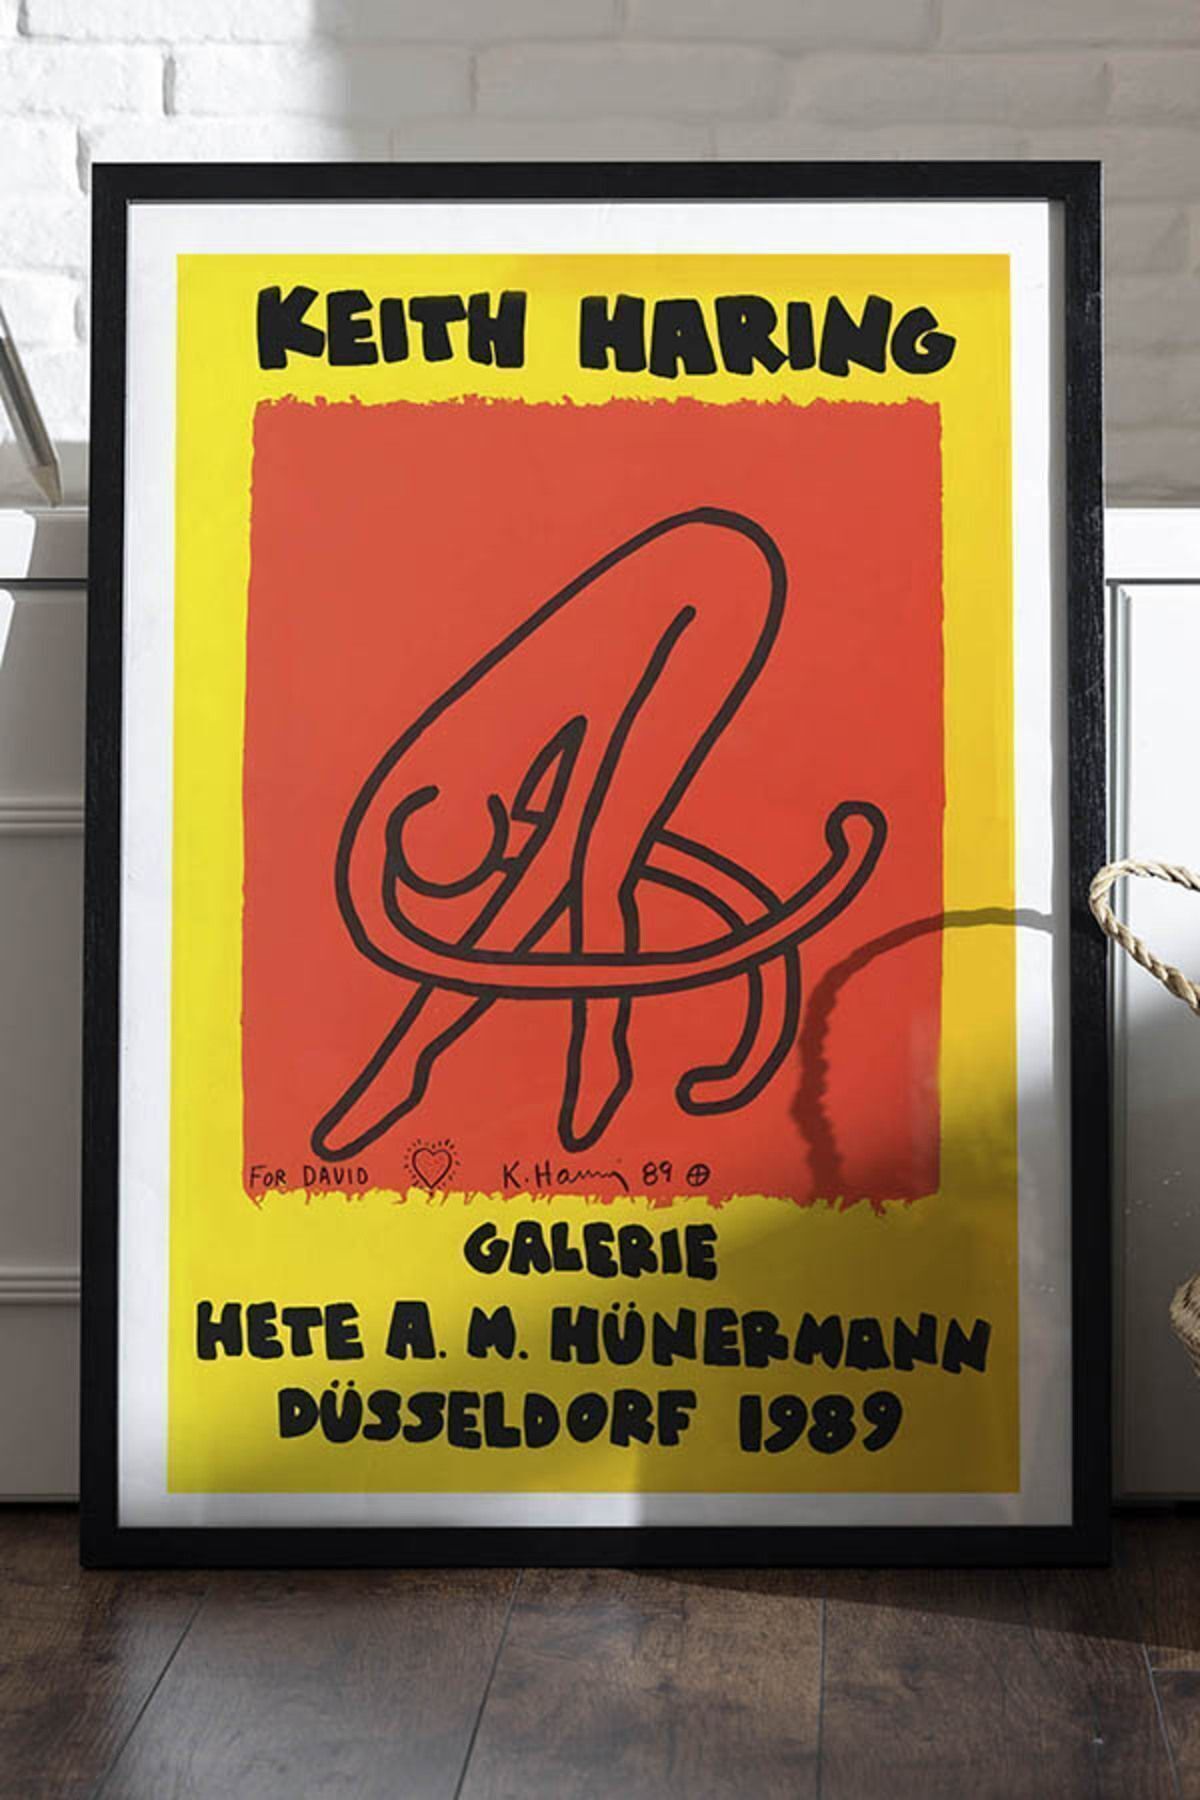 KEITH HARING
FOR DAVID K. Haring 89
GALERIE
HETE A. M. HÜNERMANN
DÜSSELDORF 1989